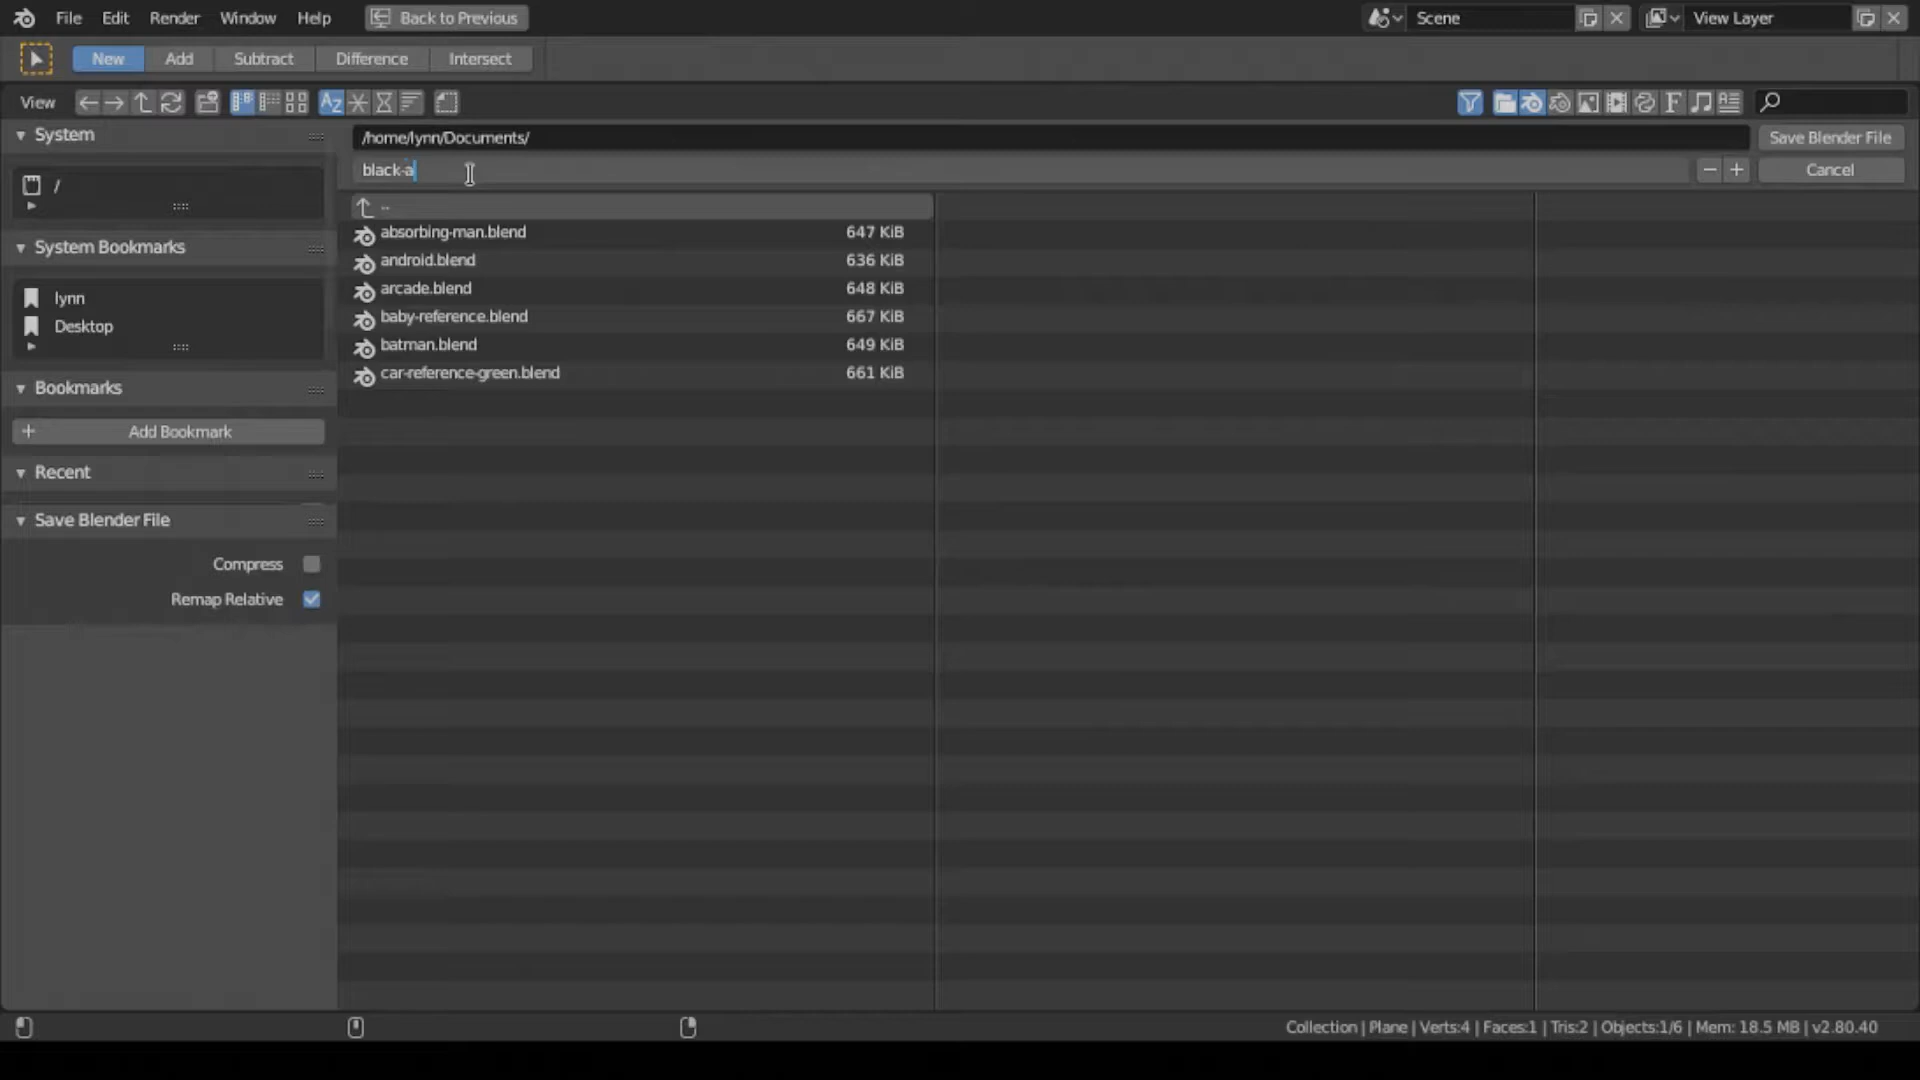 File Edit Render Window Help Back to Previous Scene View Layer
New Add Subtract Difference Intersect
View
System
/home/lynn/Documents/ Save Blender File
black-a Cancel
/
..
absorbing-man.blend 647 KiB
System Bookmarks
android.blend 636 KiB
arcade.blend 648 KiB
lynn
baby-reference.blend 667 KiB
Desktop
batman.blend 649 KiB
car-reference-green.blend 661 KiB
Bookmarks
Add Bookmark
Recent
Save Blender File
Compress
Remap Relative
Collection | Plane | Verts:4 | Faces:1 | Tris:2 | Objects:1/6 | Mem: 18.5 MB | v2.80.40